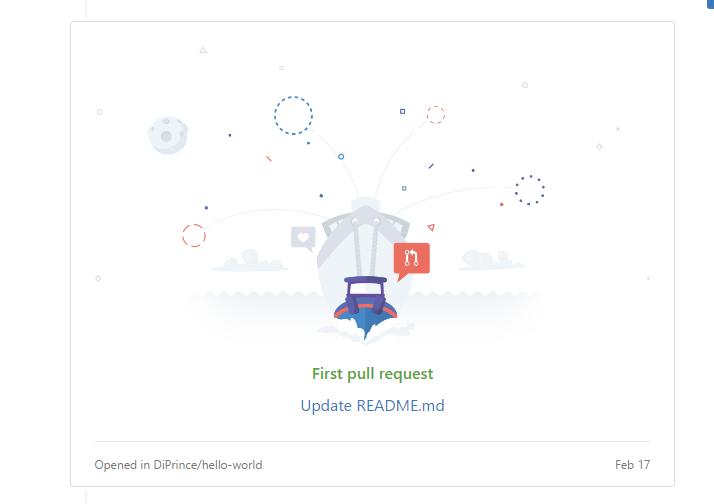 First pull request
Update README.md
Opened in DiPrince/hello-world
Feb 17